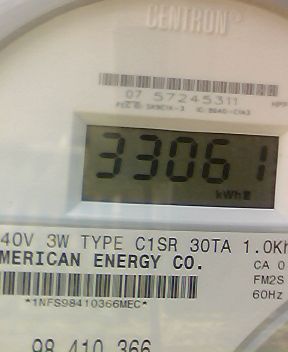 CENTRON®
07 57245311
33061
kWh
40V 3W TYPE C1SR 30TA 1.0Kh
MERICAN ENERGY CO.
CA 0
FM2S
60Hz
*1NFS98410366MEC*
98 410 366